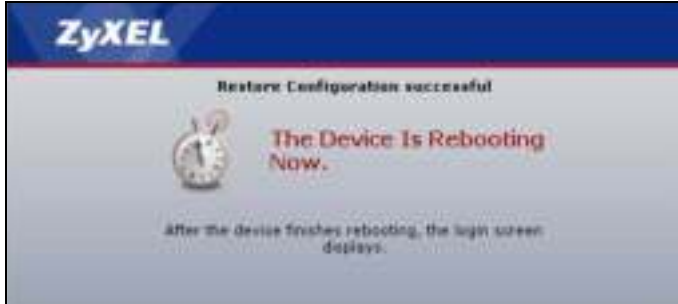 ZyXEL
Restore Configuration successful
The Device Is Rebooting
Now.
After the device finishes rebooting, the login screen
displays.